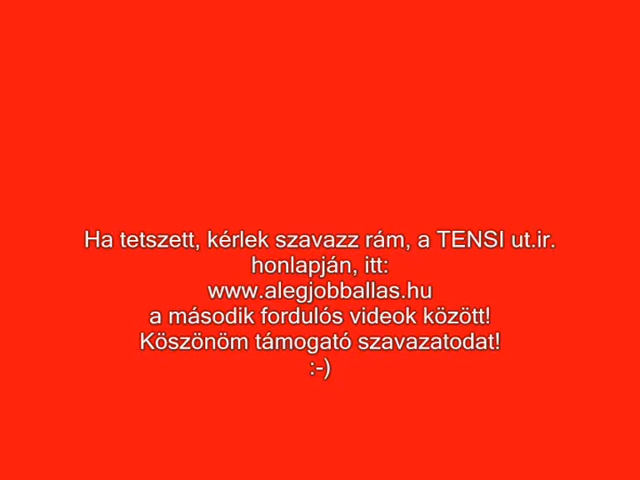 Ha tetszett, kérlek szavazz rám, a TENSI ut.ir.
honlapján, itt:
www.alegjobballas.hu
a második fordulós videok között!
Köszönöm támogató szavazatodat!
:-)